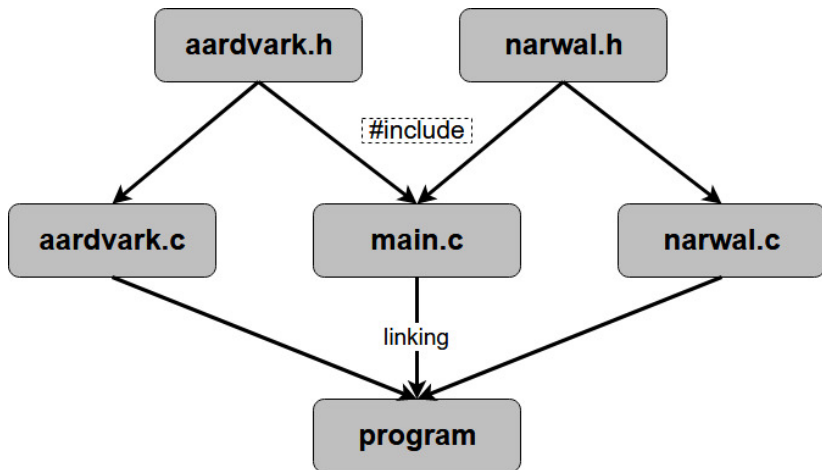 aardvark.h
narwal.h
#include
aardvark.c
main.c
narwal.c
linking
program